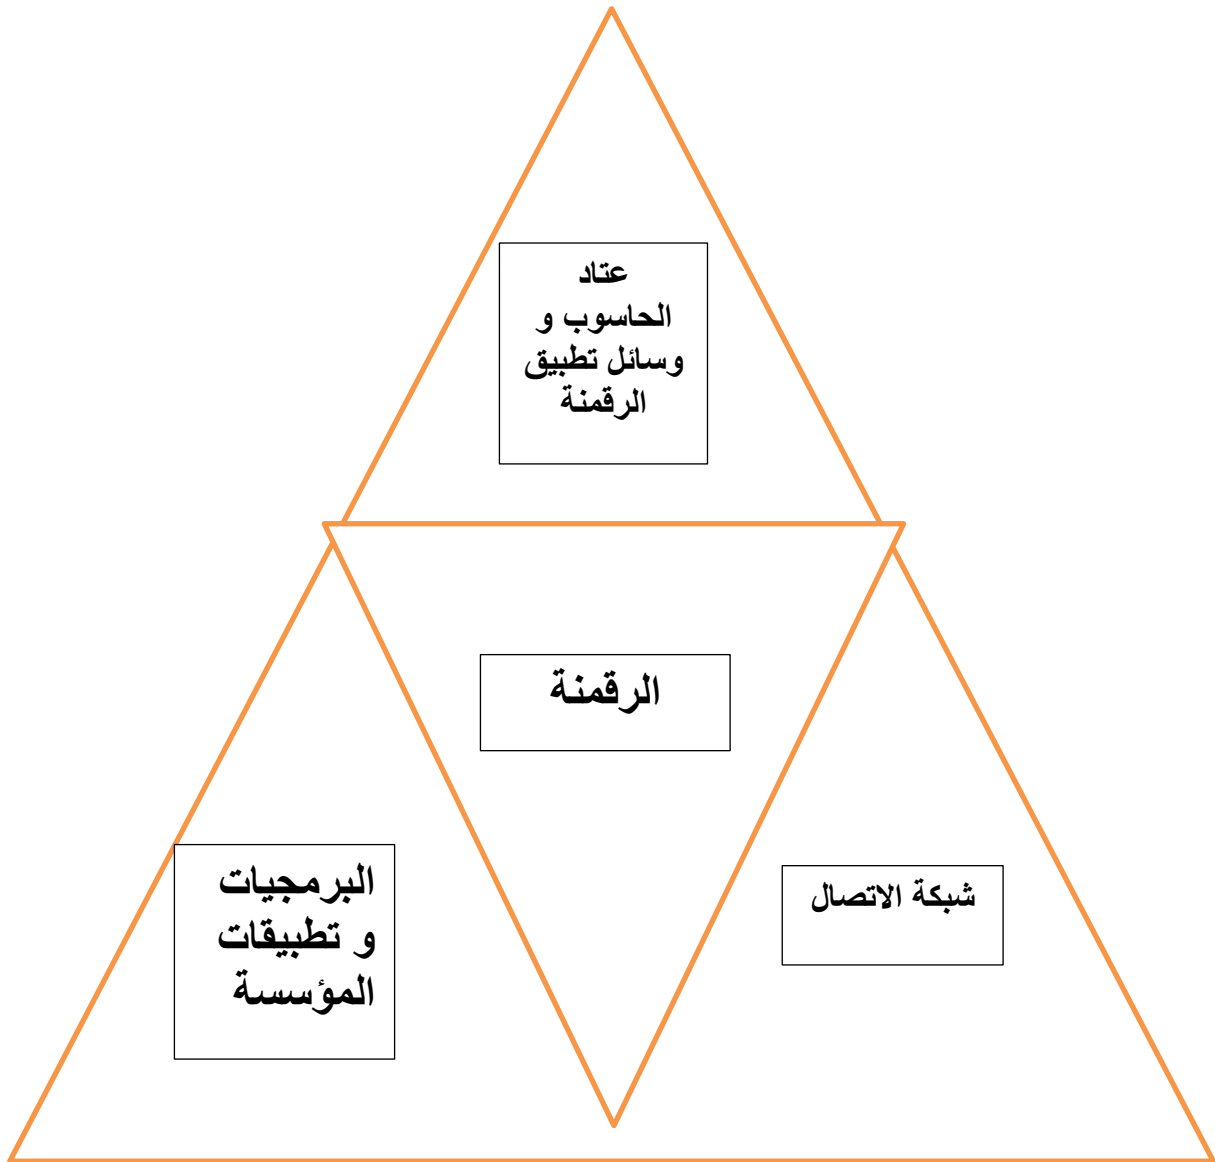 عتاد
الحاسوب و
وسائل تطبيق
الرقمنة
الرقمنة
شبكة الاتصال
البرمجيات
و تطبيقات
المؤسسة